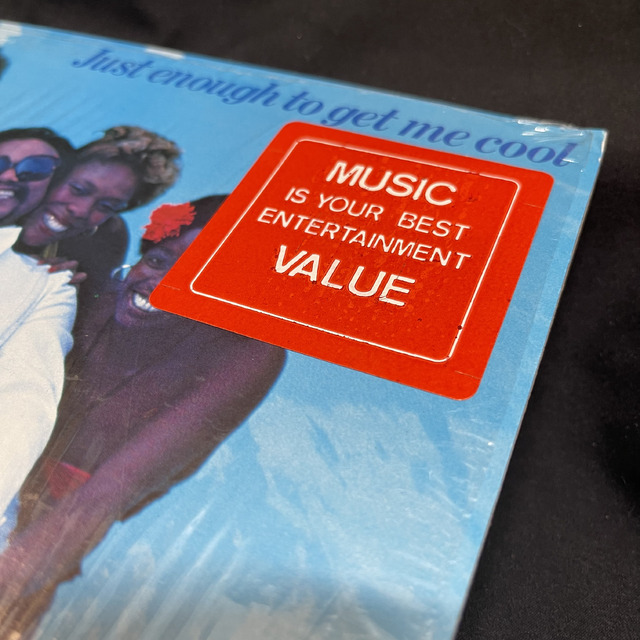 Just enough to get me cool
MUSIC
IS YOUR BEST
ENTERTAINMENT
VALUE